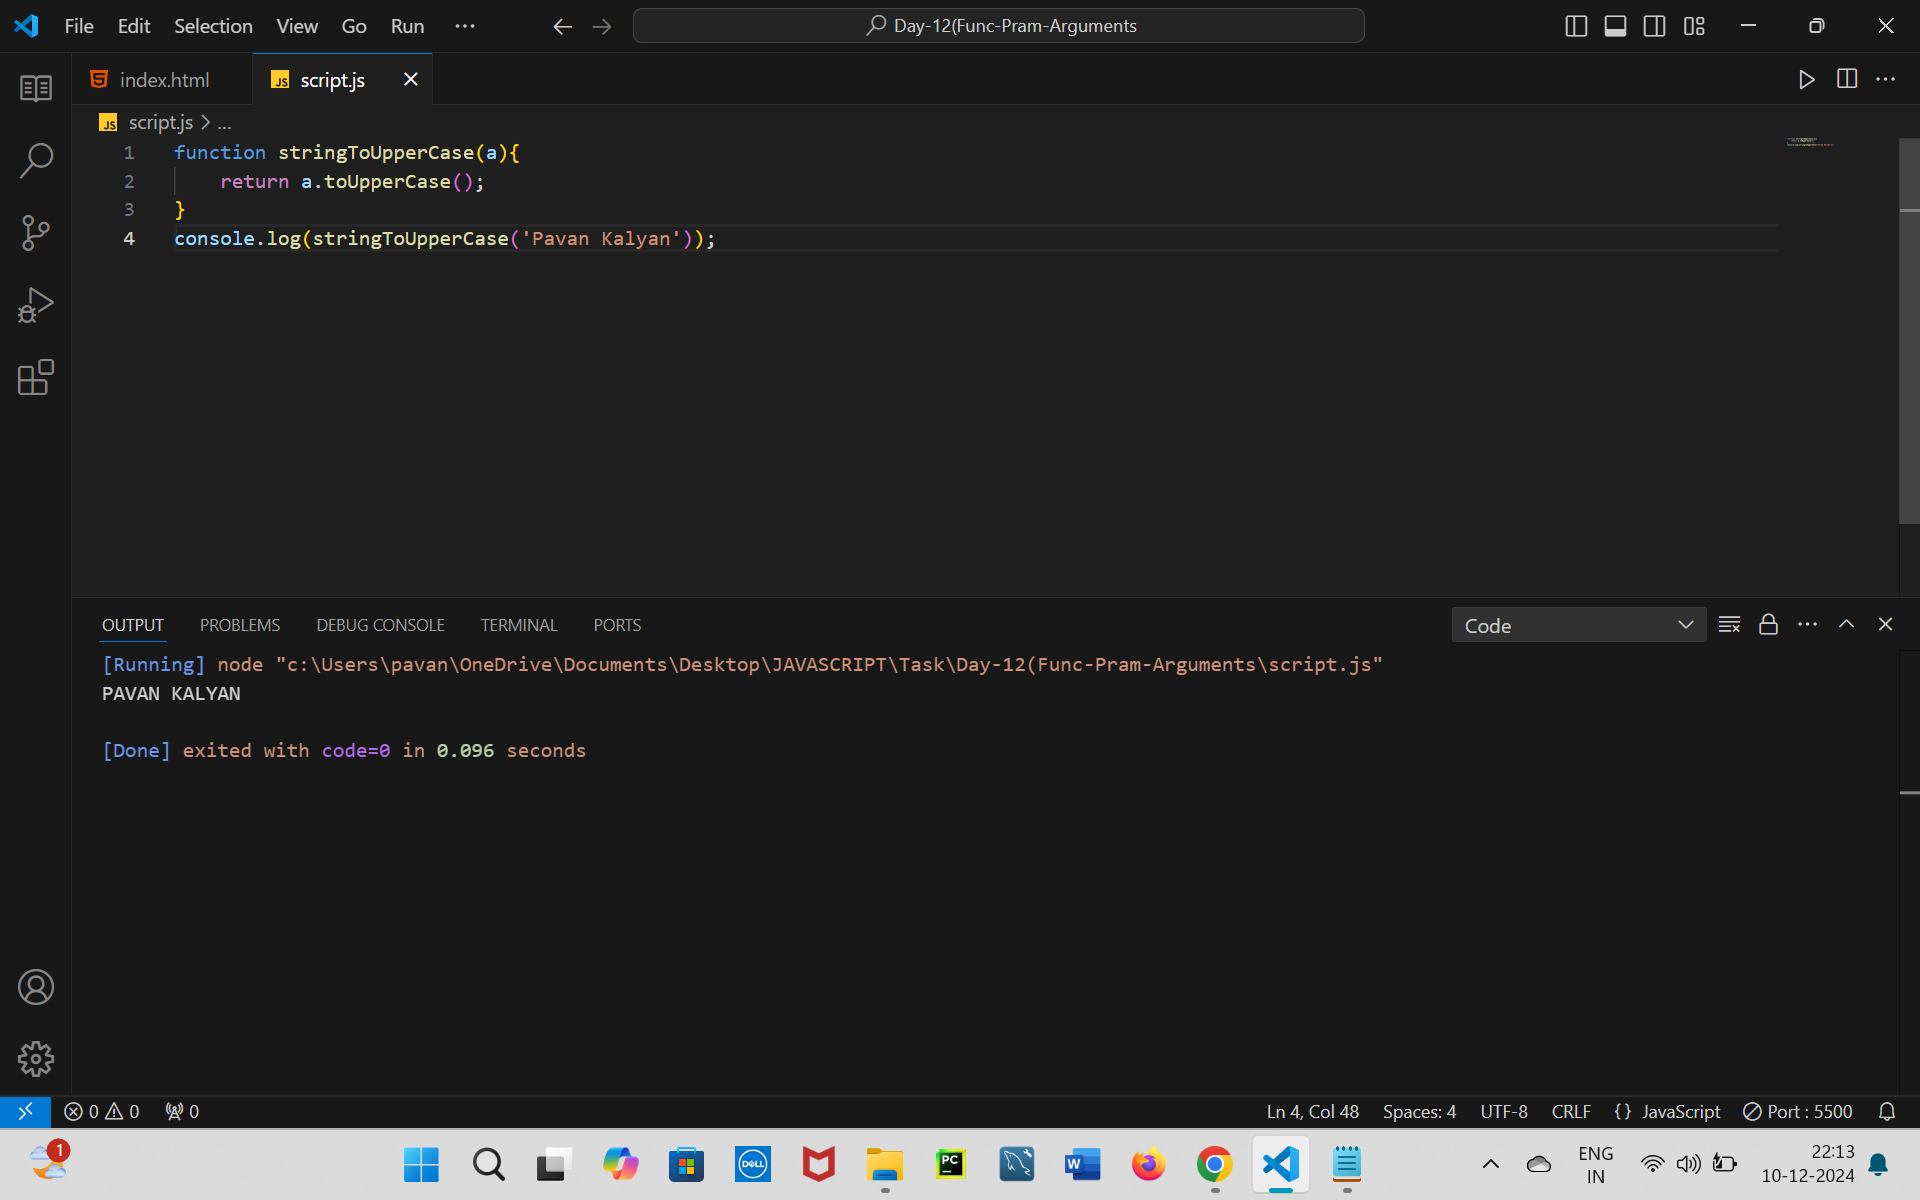 File Edit Selection View Go Run ··· Day-12(Func-Pram-Arguments
index.html script.js
script.js > ...
1 function stringToUpperCase(a){
2 return a.toUpperCase();
3 }
4 console.log(stringToUpperCase('Pavan Kalyan'));
OUTPUT PROBLEMS DEBUG CONSOLE TERMINAL PORTS Code
[Running] node "c:\Users\pavan\OneDrive\Documents\Desktop\JAVASCRIPT\Task\Day-12(Func-Pram-Arguments\script.js"
PAVAN KALYAN
[Done] exited with code=0 in 0.096 seconds
0 0 0 Ln 4, Col 48 Spaces: 4 UTF-8 CRLF {} JavaScript Port : 5500
1 DELL PC W ENG 22:13
IN 10-12-2024